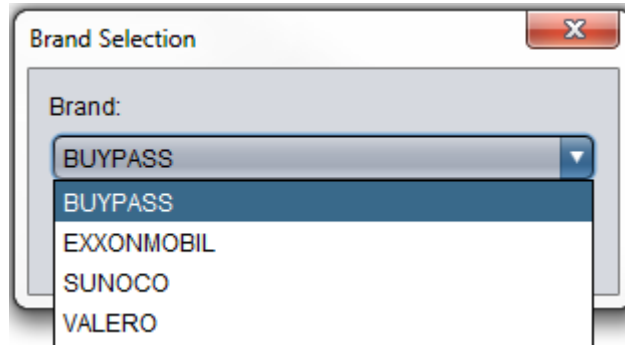 Brand Selection
Brand:
BUYPASS
BUYPASS
EXXONMOBIL
SUNOCO
VALERO